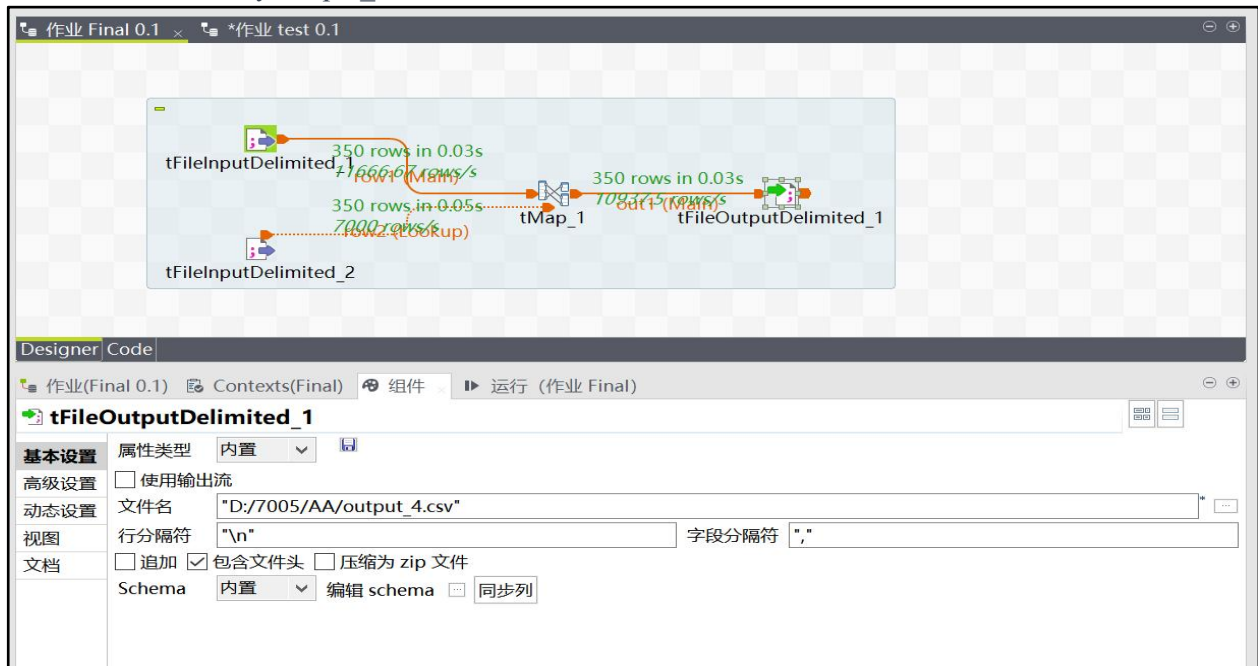 作业 Final 0.1 *作业 test 0.1
tFileInputDelimited_1
350 rows in 0.03s
11666.67 rows/s
row1 (Main)
350 rows in 0.05s
7000 rows/s
row2 (Lookup)
tFileInputDelimited_2
tMap_1
350 rows in 0.03s
10937.5 rows/s
out1 (Main)
tFileOutputDelimited_1
Designer Code
作业(Final 0.1) Contexts(Final) 组件 运行 (作业 Final)
tFileOutputDelimited_1
基本设置 属性类型 内置
高级设置 使用输出流
动态设置 文件名 "D:/7005/AA/output_4.csv" *
视图 行分隔符 "\n" 字段分隔符 ","
文档 追加 包含文件头 压缩为 zip 文件
Schema 内置 编辑 schema 同步列